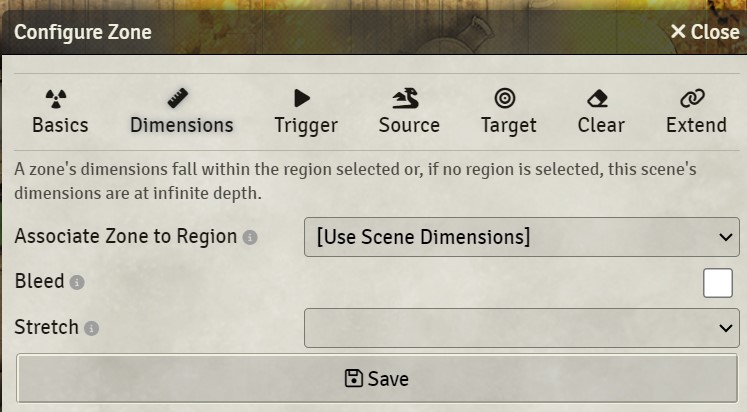 Configure Zone
✕ Close
Basics Dimensions Trigger Source Target Clear Extend
A zone's dimensions fall within the region selected or, if no region is selected, this scene's
dimensions are at infinite depth.
Associate Zone to Region [Use Scene Dimensions]
Bleed
Stretch
Save